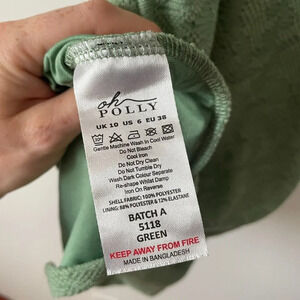 oh
POLLY
UK 10 US 6 EU 38
Gentle Machine Wash In Cool Water
Do Not Bleach
Cool Iron
Do Not Dry Clean
Do Not Tumble Dry
Wash Dark Colour Separate
Re-shape Whilst Damp
Iron On Reverse
SHELL FABRIC: 100% POLYESTER
LINING: 88% POLYESTER & 12% ELASTANE
BATCH A
5118
GREEN
KEEP AWAY FROM FIRE
MADE IN BANGLADESH